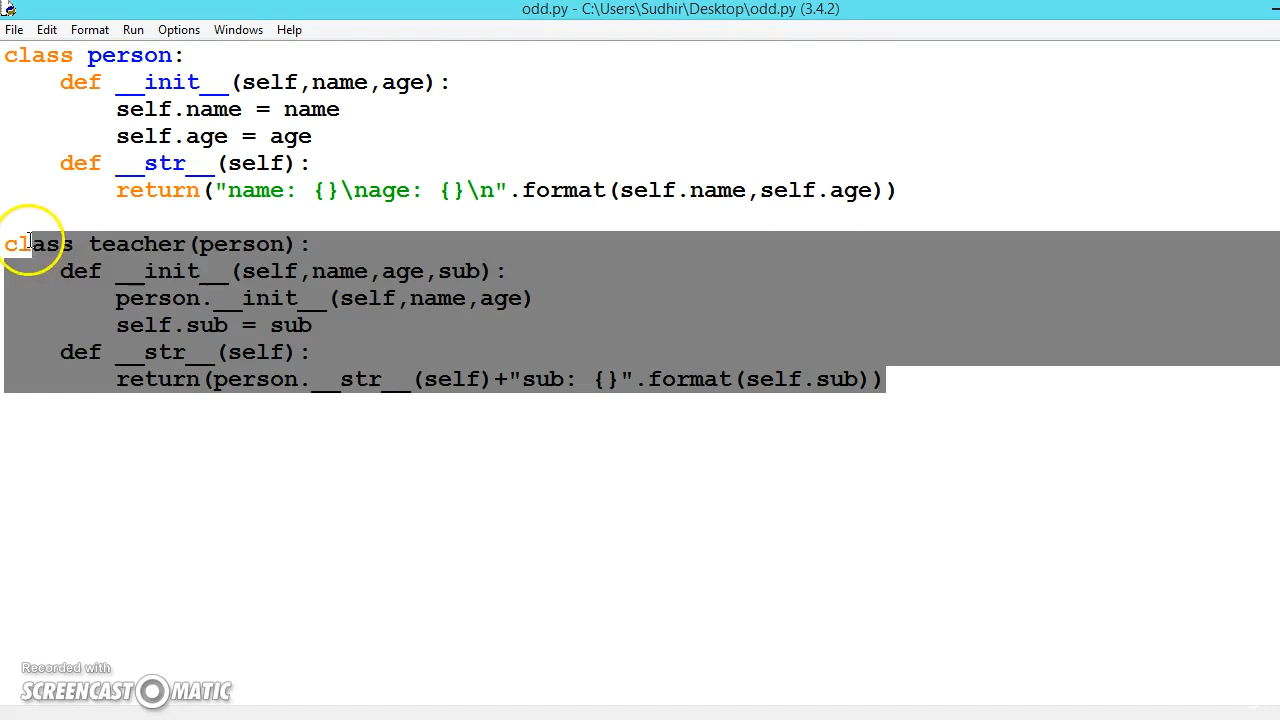 odd.py - C:\Users\Sudhir\Desktop\odd.py (3.4.2)
File Edit Format Run Options Windows Help
class person:
    def __init__(self,name,age):
        self.name = name
        self.age = age
    def __str__(self):
        return("name: {}\nage: {}\n".format(self.name,self.age))
class teacher(person):
    def __init__(self,name,age,sub):
        person.__init__(self,name,age)
        self.sub = sub
    def __str__(self):
        return(person.__str__(self)+"sub: {}".format(self.sub))
Recorded with
SCREENCAST O MATIC